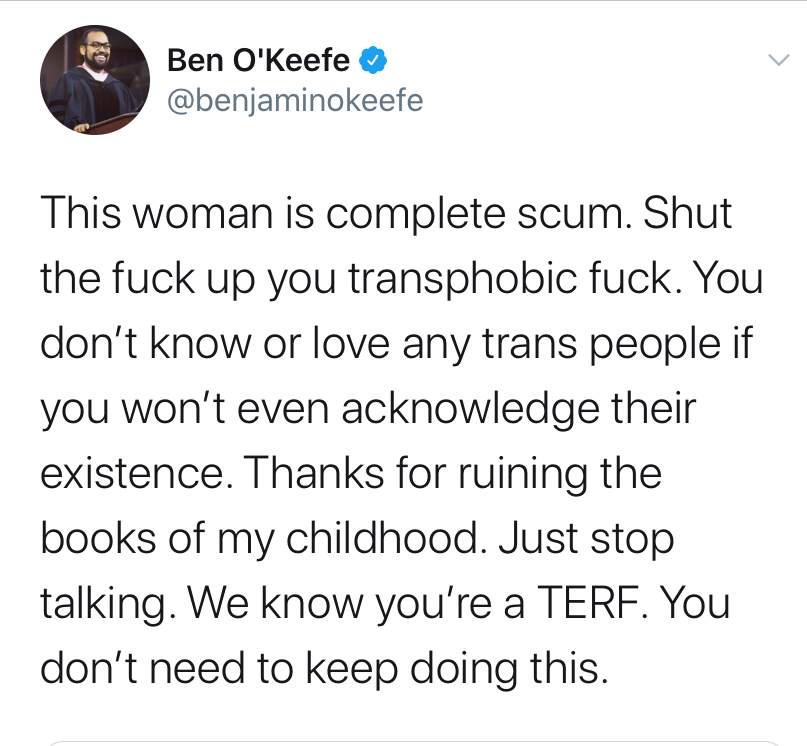 Ben O'Keefe
@benjaminokeefe
This woman is complete scum. Shut
the fuck up you transphobic fuck. You
don't know or love any trans people if
you won't even acknowledge their
existence. Thanks for ruining the
books of my childhood. Just stop
talking. We know you're a TERF. You
don't need to keep doing this.